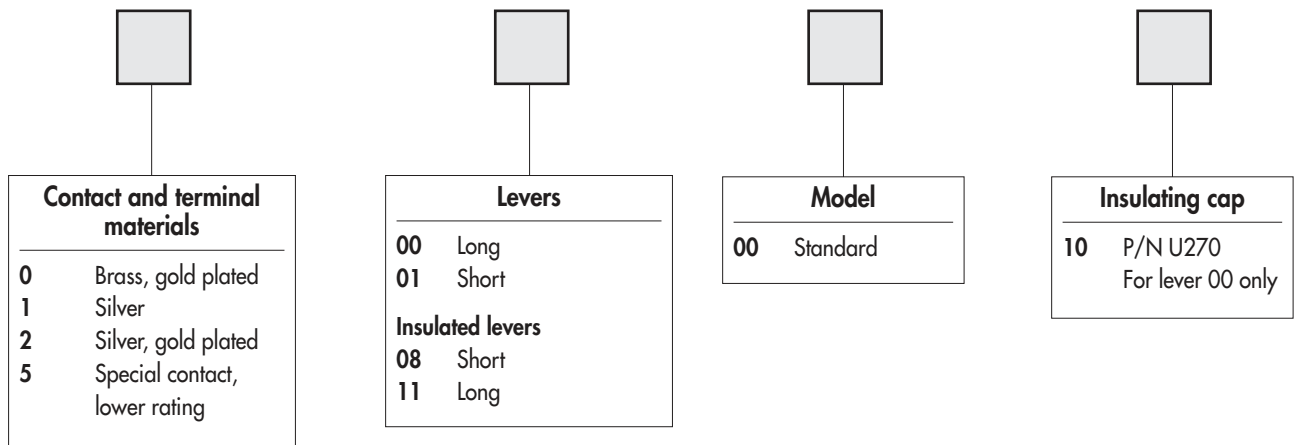 Contact and terminal
materials
0 Brass, gold plated
1 Silver
2 Silver, gold plated
5 Special contact,
lower rating
Levers
00 Long
01 Short
Insulated levers
08 Short
11 Long
Model
00 Standard
Insulating cap
10 P/N U270
For lever 00 only